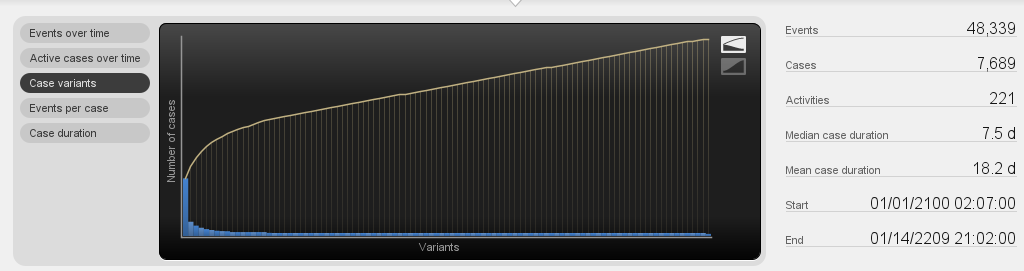 Events over time
Active cases over time
Case variants
Events per case
Case duration
Number of cases
Variants
Events 48,339
Cases 7,689
Activities 221
Median case duration 7.5 d
Mean case duration 18.2 d
Start 01/01/2100 02:07:00
End 01/14/2209 21:02:00